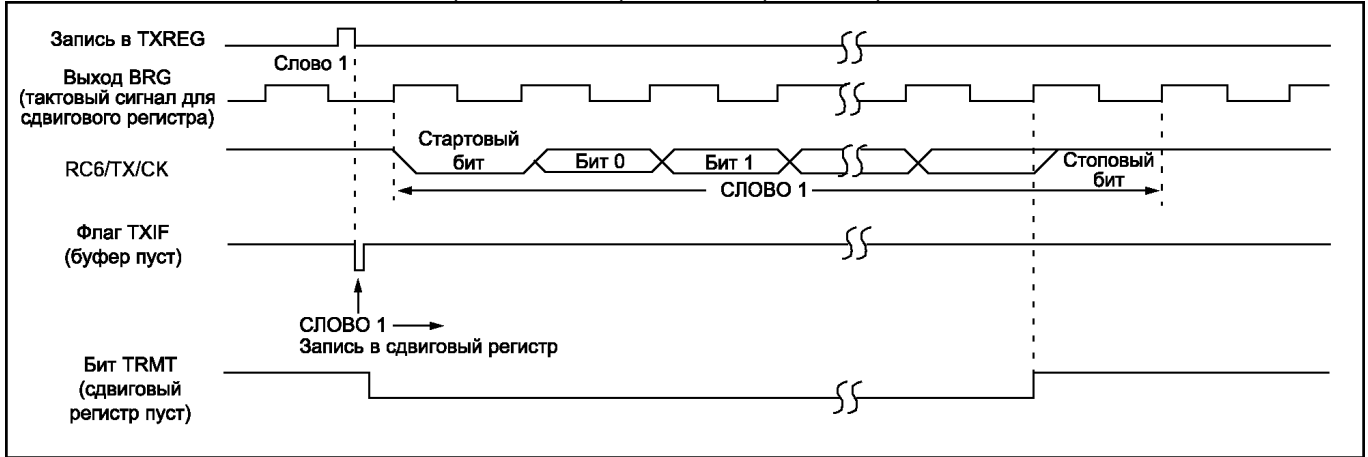 Запись в TXREG
Слово 1
Выход BRG
(тактовый сигнал для
сдвигового регистра)
RC6/TX/CK
Стартовый
бит
Бит 0
Бит 1
Стоповый
бит
СЛОВО 1
Флаг TXIF
(буфер пуст)
СЛОВО 1
Запись в сдвиговый регистр
Бит TRMT
(сдвиговый
регистр пуст)